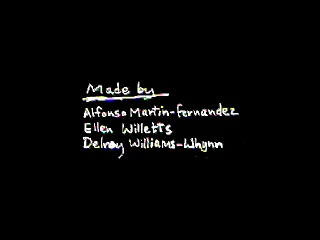 Made by
Alfonso Martin-Fernandez
Ellen Willetts
Delroy Williams-Whynn